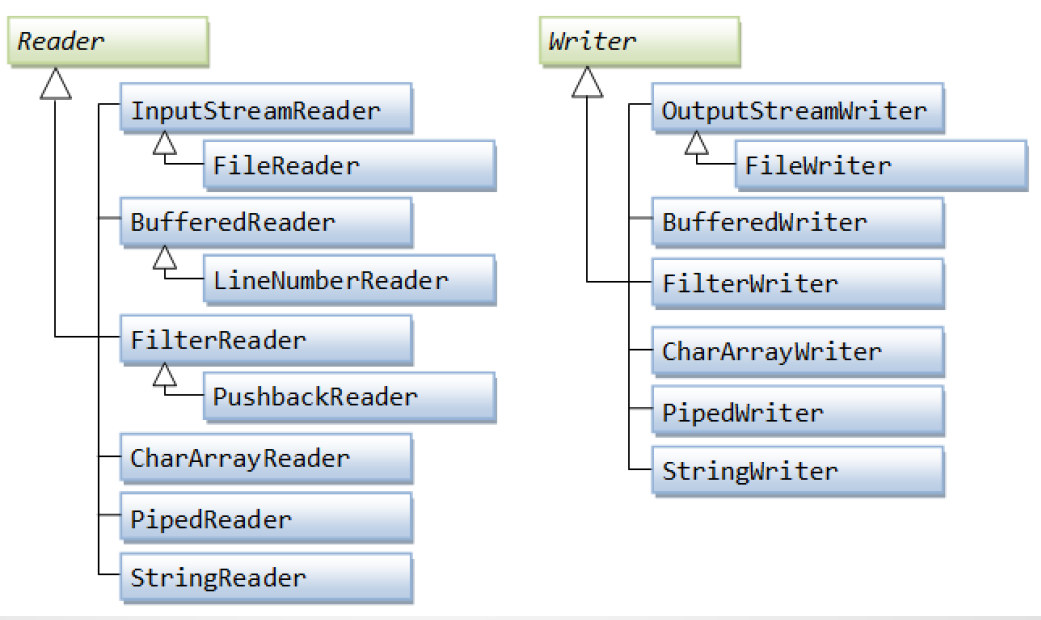 Reader
InputStreamReader
FileReader
BufferedReader
LineNumberReader
FilterReader
PushbackReader
CharArrayReader
PipedReader
StringReader
Writer
OutputStreamWriter
FileWriter
BufferedWriter
FilterWriter
CharArrayWriter
PipedWriter
StringWriter